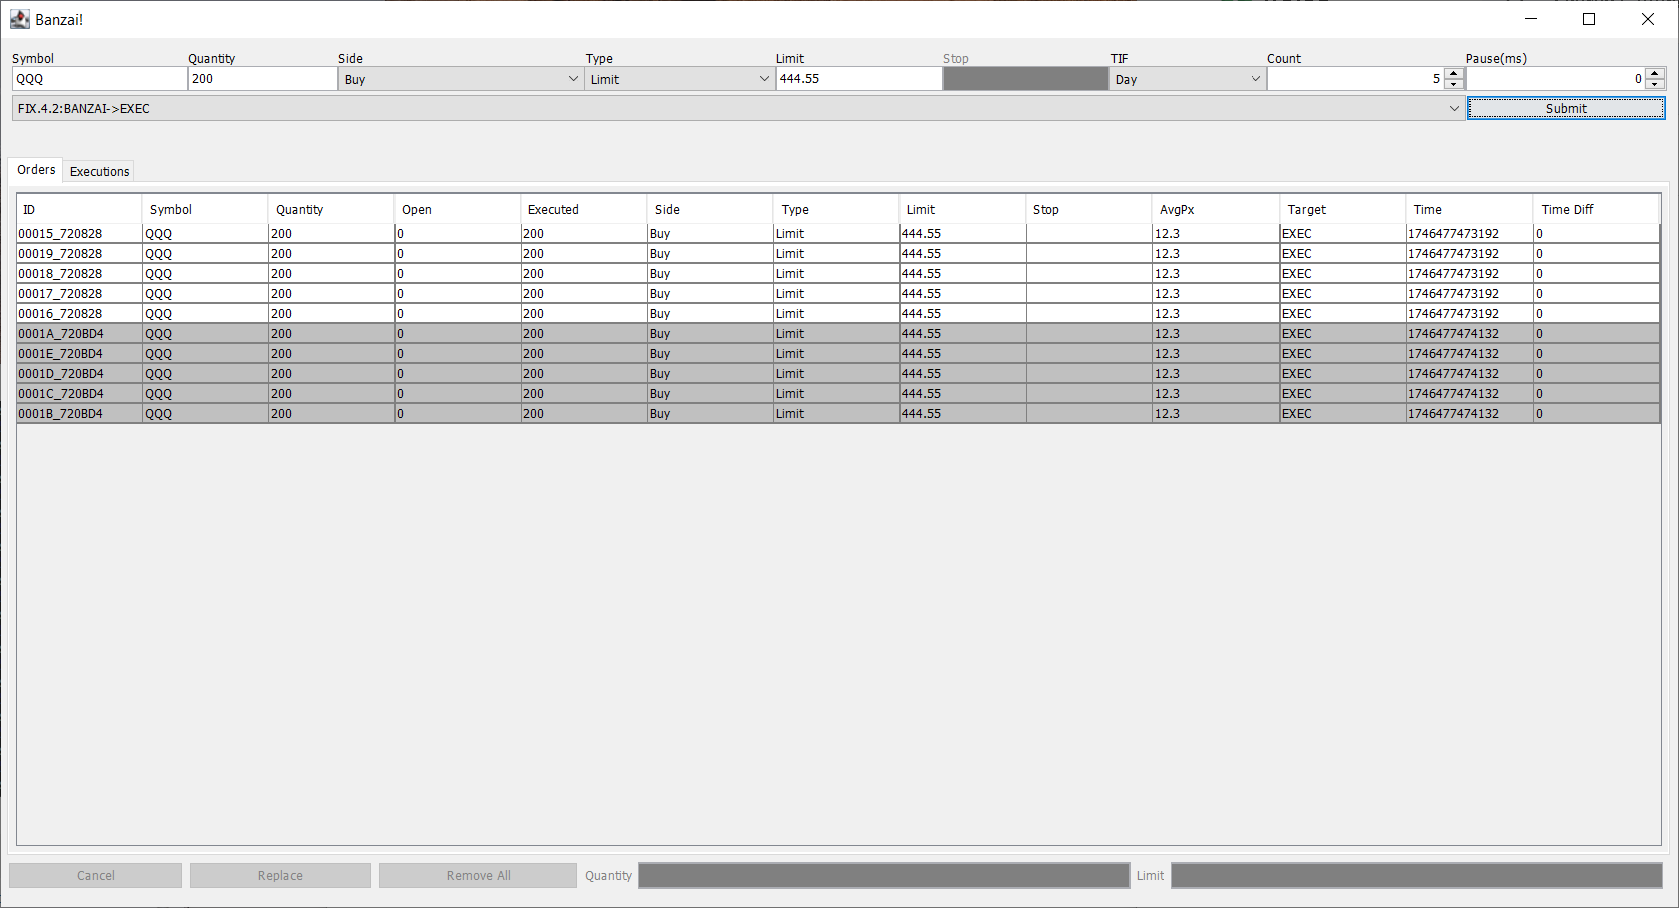 Banzai!
Symbol Quantity Side Type Limit Stop TIF Count Pause(ms)
QQQ 200 Buy Limit 444.55 Day 5 0
FIX.4.2:BANZAI->EXEC Submit
Orders Executions
ID Symbol Quantity Open Executed Side Type Limit Stop AvgPx Target Time Time Diff
00015_720828 QQQ 200 0 200 Buy Limit 444.55 12.3 EXEC 1746477473192 0
00019_720828 QQQ 200 0 200 Buy Limit 444.55 12.3 EXEC 1746477473192 0
00018_720828 QQQ 200 0 200 Buy Limit 444.55 12.3 EXEC 1746477473192 0
00017_720828 QQQ 200 0 200 Buy Limit 444.55 12.3 EXEC 1746477473192 0
00016_720828 QQQ 200 0 200 Buy Limit 444.55 12.3 EXEC 1746477473192 0
0001A_720BD4 QQQ 200 0 200 Buy Limit 444.55 12.3 EXEC 1746477474132 0
0001E_720BD4 QQQ 200 0 200 Buy Limit 444.55 12.3 EXEC 1746477474132 0
0001D_720BD4 QQQ 200 0 200 Buy Limit 444.55 12.3 EXEC 1746477474132 0
0001C_720BD4 QQQ 200 0 200 Buy Limit 444.55 12.3 EXEC 1746477474132 0
0001B_720BD4 QQQ 200 0 200 Buy Limit 444.55 12.3 EXEC 1746477474132 0
Cancel Replace Remove All Quantity Limit